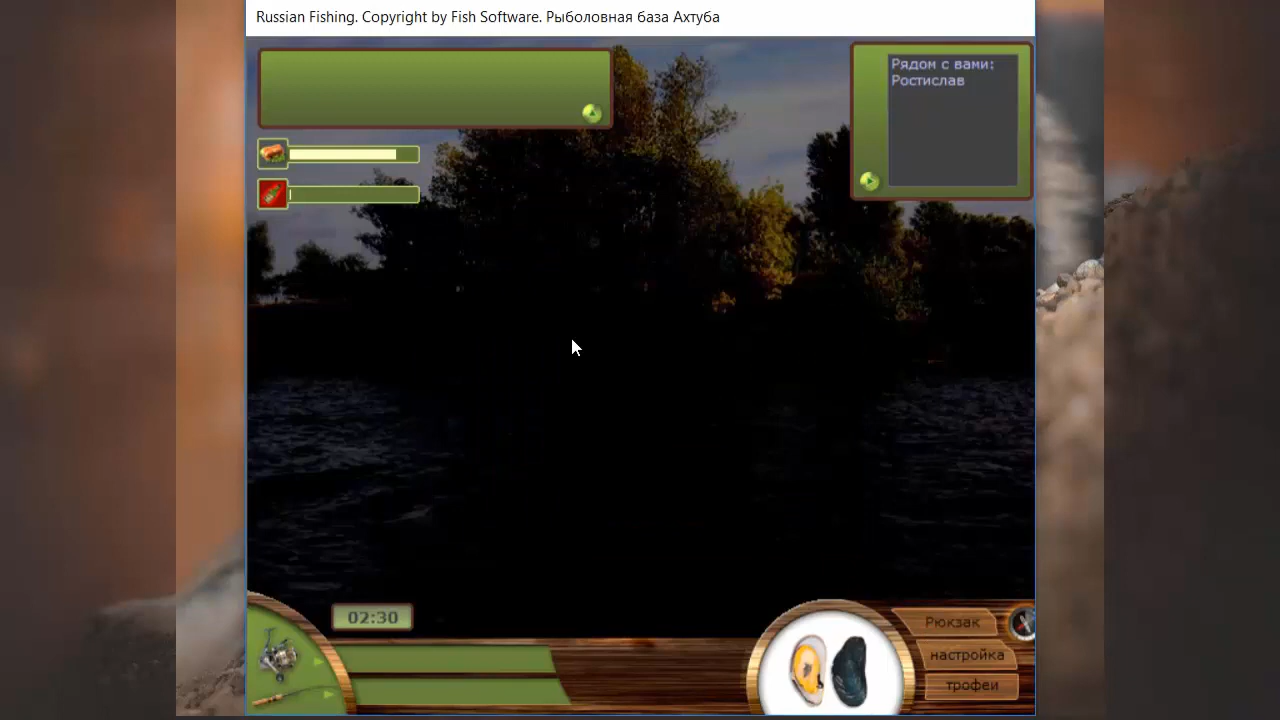 Russian Fishing. Copyright by Fish Software. Рыболовная база Ахтуба
Рядом с вами:
Ростислав
02:30
Рюкзак
настройка
трофеи